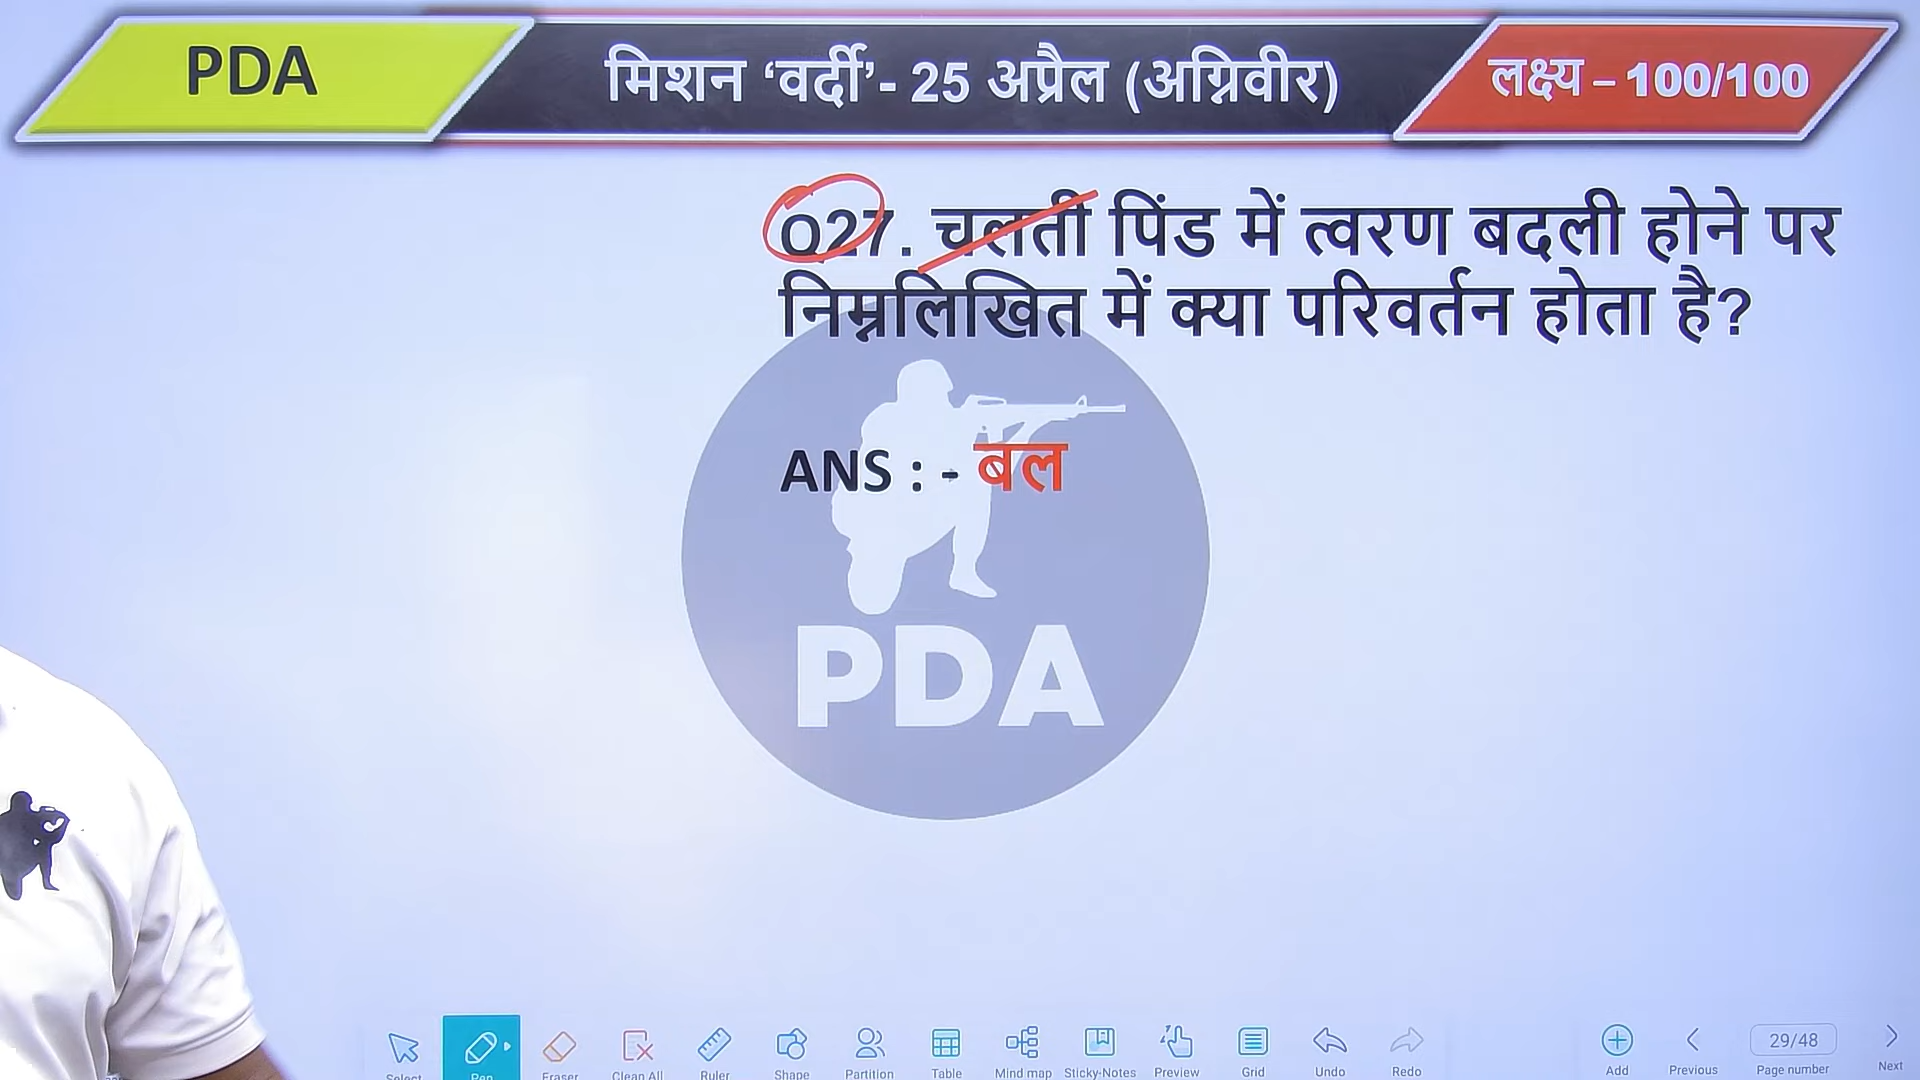 PDA
मिशन ‘वर्दी’- 25 अप्रैल (अग्निवीर)
लक्ष्य – 100/100
Q27. चलती पिंड में त्वरण बदली होने पर
निम्नलिखित में क्या परिवर्तन होता है?
ANS : - बल
PDA
Select
Pen
Eraser
Clean All
Ruler
Shape
Partition
Table
Mind map
Sticky-Notes
Preview
Grid
Undo
Redo
Add
Previous
29/48
Page number
Next